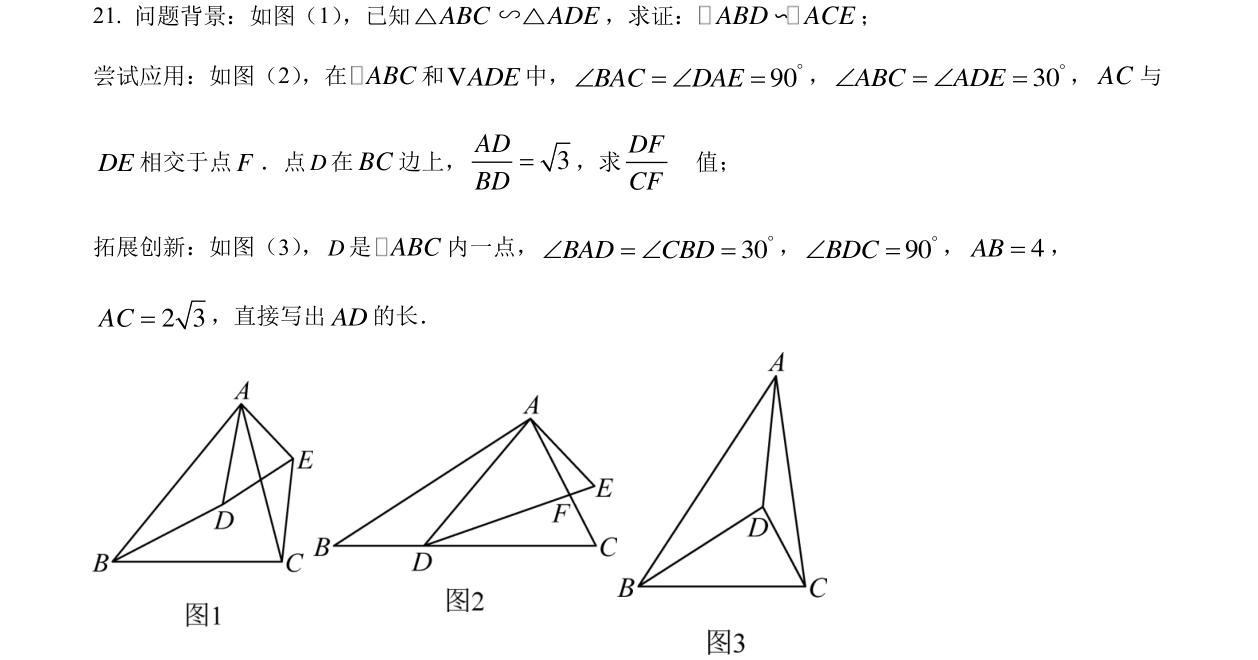 21. 问题背景：如图（1），已知△ABC∽△ADE，求证：□ABD∽□ACE；
尝试应用：如图（2），在□ABC和VADE中，∠BAC=∠DAE=90°，∠ABC=∠ADE=30°，AC与
DE相交于点F．点D在BC边上，AD/BD=√3，求DF/CF 值；
拓展创新：如图（3），D是□ABC内一点，∠BAD=∠CBD=30°，∠BDC=90°，AB=4，
AC=2√3，直接写出AD的长．
A
E
D
B
C
图1
A
E
F
B
D
C
图2
A
D
B
C
图3